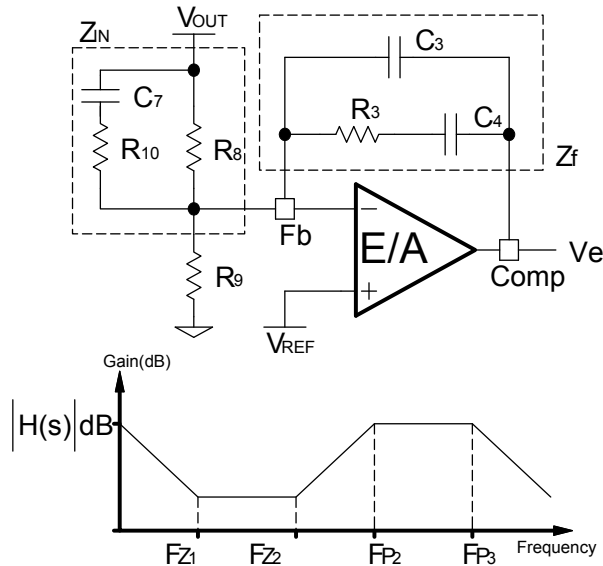 ZIN
VOUT
C3
C7
R3
C4
R10
R8
Zf
Fb
E/A
Ve
Comp
R9
VREF
Gain(dB)
|H(s)|dB
FZ1
FZ2
FP2
FP3
Frequency